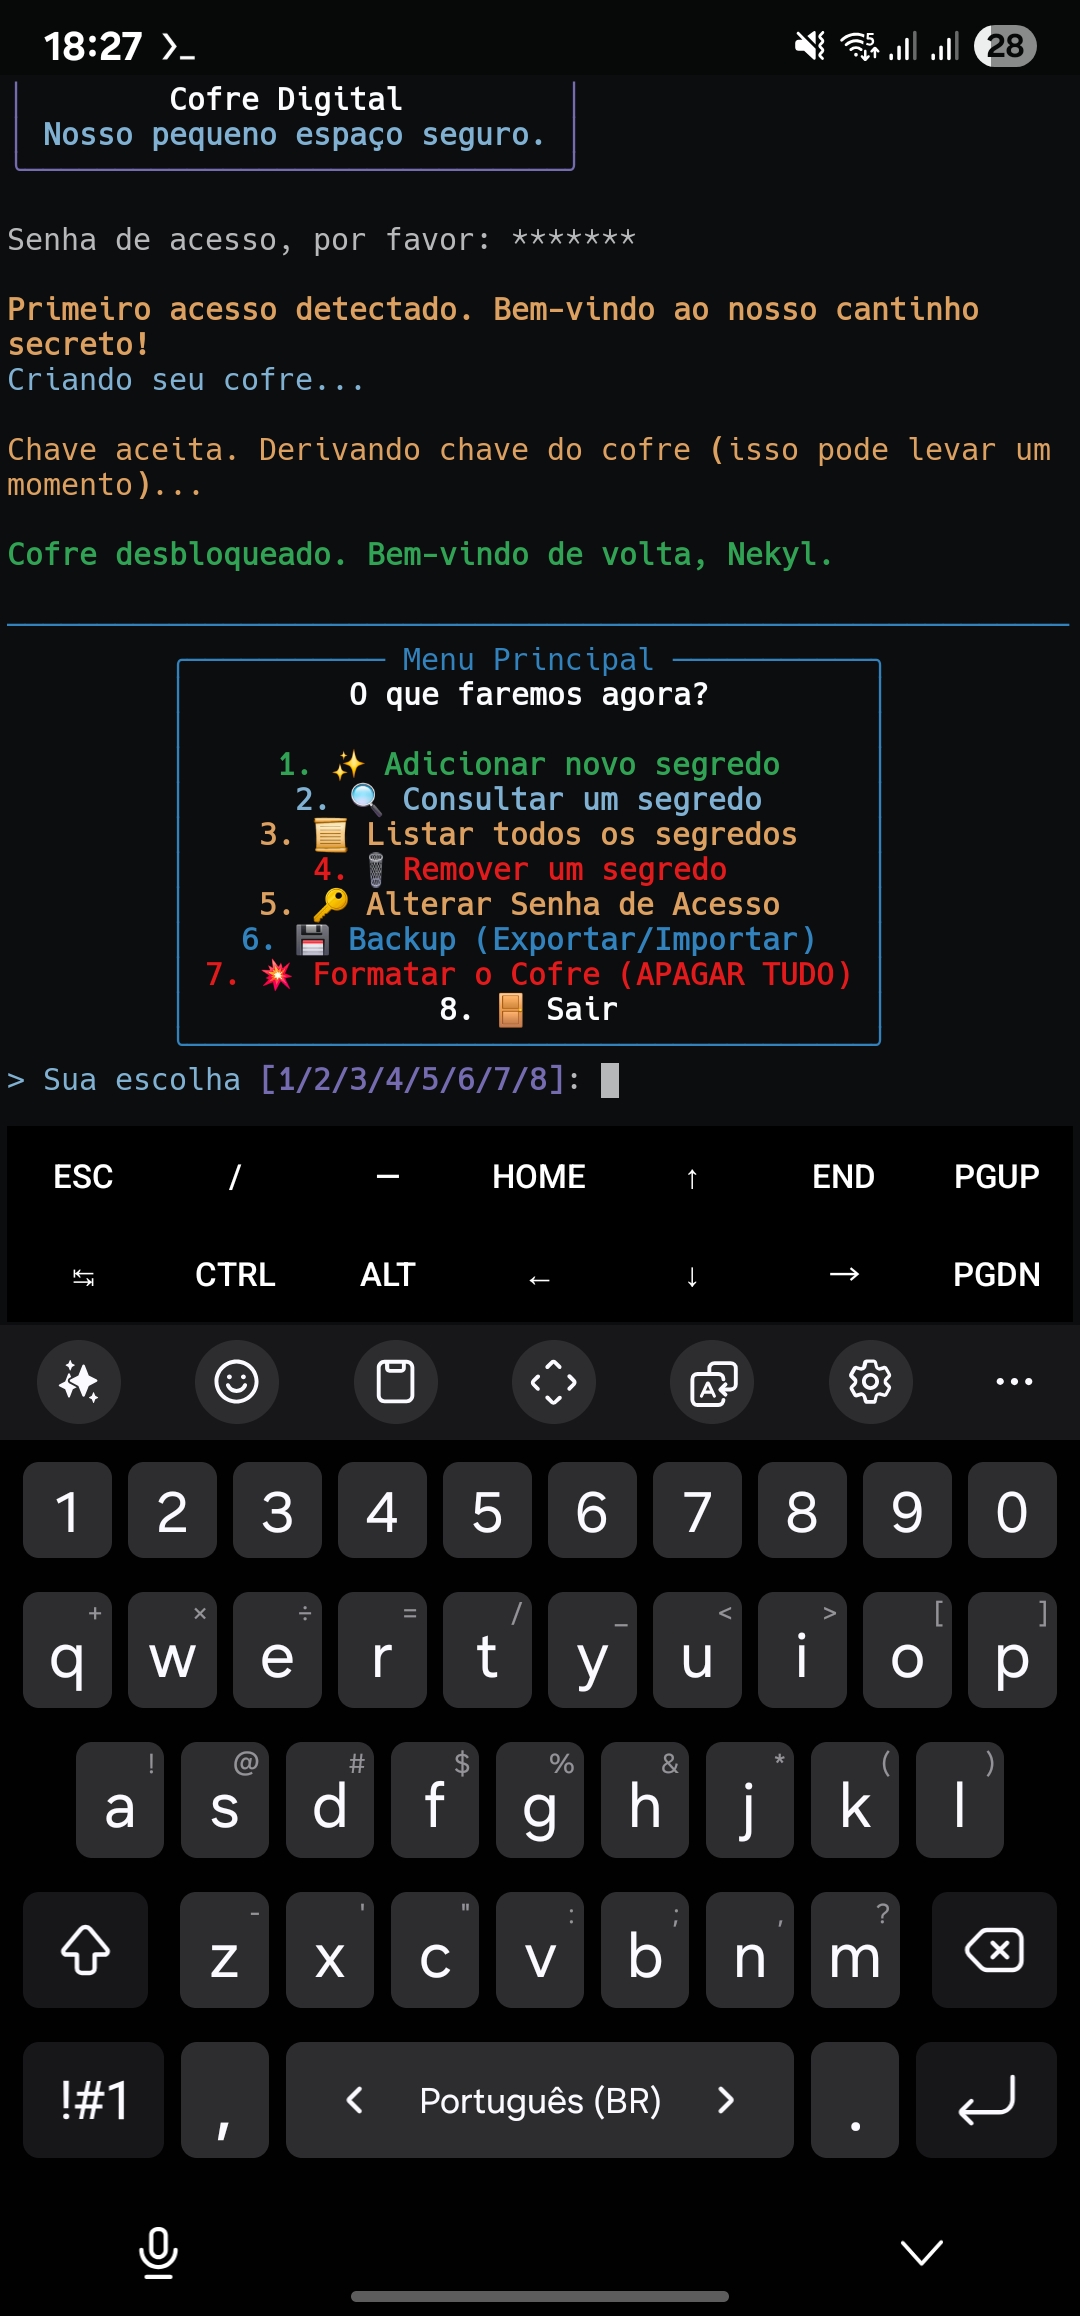 18:27 >_ 5 28
Cofre Digital
Nosso pequeno espaço seguro.
Senha de acesso, por favor: *******
Primeiro acesso detectado. Bem-vindo ao nosso cantinho
secreto!
Criando seu cofre...
Chave aceita. Derivando chave do cofre (isso pode levar um
momento)...
Cofre desbloqueado. Bem-vindo de volta, Nekyl.
Menu Principal
O que faremos agora?
1. ✨ Adicionar novo segredo
2. 🔍 Consultar um segredo
3. 📜 Listar todos os segredos
4. 🗑️ Remover um segredo
5. 🔑 Alterar Senha de Acesso
6. 💾 Backup (Exportar/Importar)
7. 💥 Formatar o Cofre (APAGAR TUDO)
8. 🚪 Sair
> Sua escolha [1/2/3/4/5/6/7/8]:
ESC / — HOME ↑ END PGUP
↹ CTRL ALT ← ↓ → PGDN
A
1 2 3 4 5 6 7 8 9 0
+ × ÷ = / _ < > [ ]
q w e r t y u i o p
! @ # $ % & * ( )
a s d f g h j k l
- ' " : ; , ?
z x c v b n m
!#1 , < Português (BR) > .